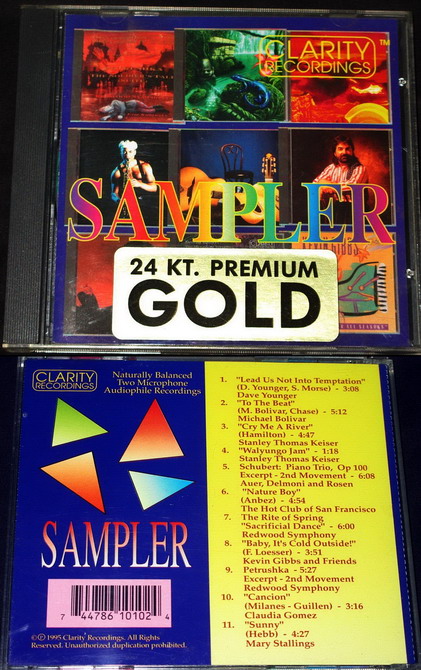 CLARITY
RECORDINGS
TM
SAMPLER
24 KT. PREMIUM
GOLD
KEVIN GIBBS
CLARITY
RECORDINGS
Naturally Balanced
Two Microphone
Audiophile Recordings
SAMPLER
7 44786 10102 4
©℗ 1995 Clarity Recordings. All Rights
Reserved. Unauthorized duplication prohibited.
1. "Lead Us Not Into Temptation"
(D. Younger, S. Morse) - 3:08
Dave Younger
2. "To The Beat"
(M. Bolivar, Chase) - 5:12
Michael Bolivar
3. "Cry Me A River"
(Hamilton) - 4:47
Stanley Thomas Keiser
4. "Walyungo Jam" - 1:18
Stanley Thomas Keiser
5. Schubert: Piano Trio, Op 100
Excerpt - 2nd Movement - 6:08
Auer, Delmoni and Rosen
6. "Nature Boy"
(Anbez) - 4:54
The Hot Club of San Francisco
7. The Rite of Spring
"Sacrificial Dance" - 6:00
Redwood Symphony
8. "Baby, It's Cold Outside!"
(F. Loesser) - 3:51
Kevin Gibbs and Friends
9. Petrushka - 5:27
Excerpt - 2nd Movement
Redwood Symphony
10. "Cancion"
(Milanes - Guillen) - 3:16
Claudia Gomez
11. "Sunny"
(Hebb) - 4:27
Mary Stallings